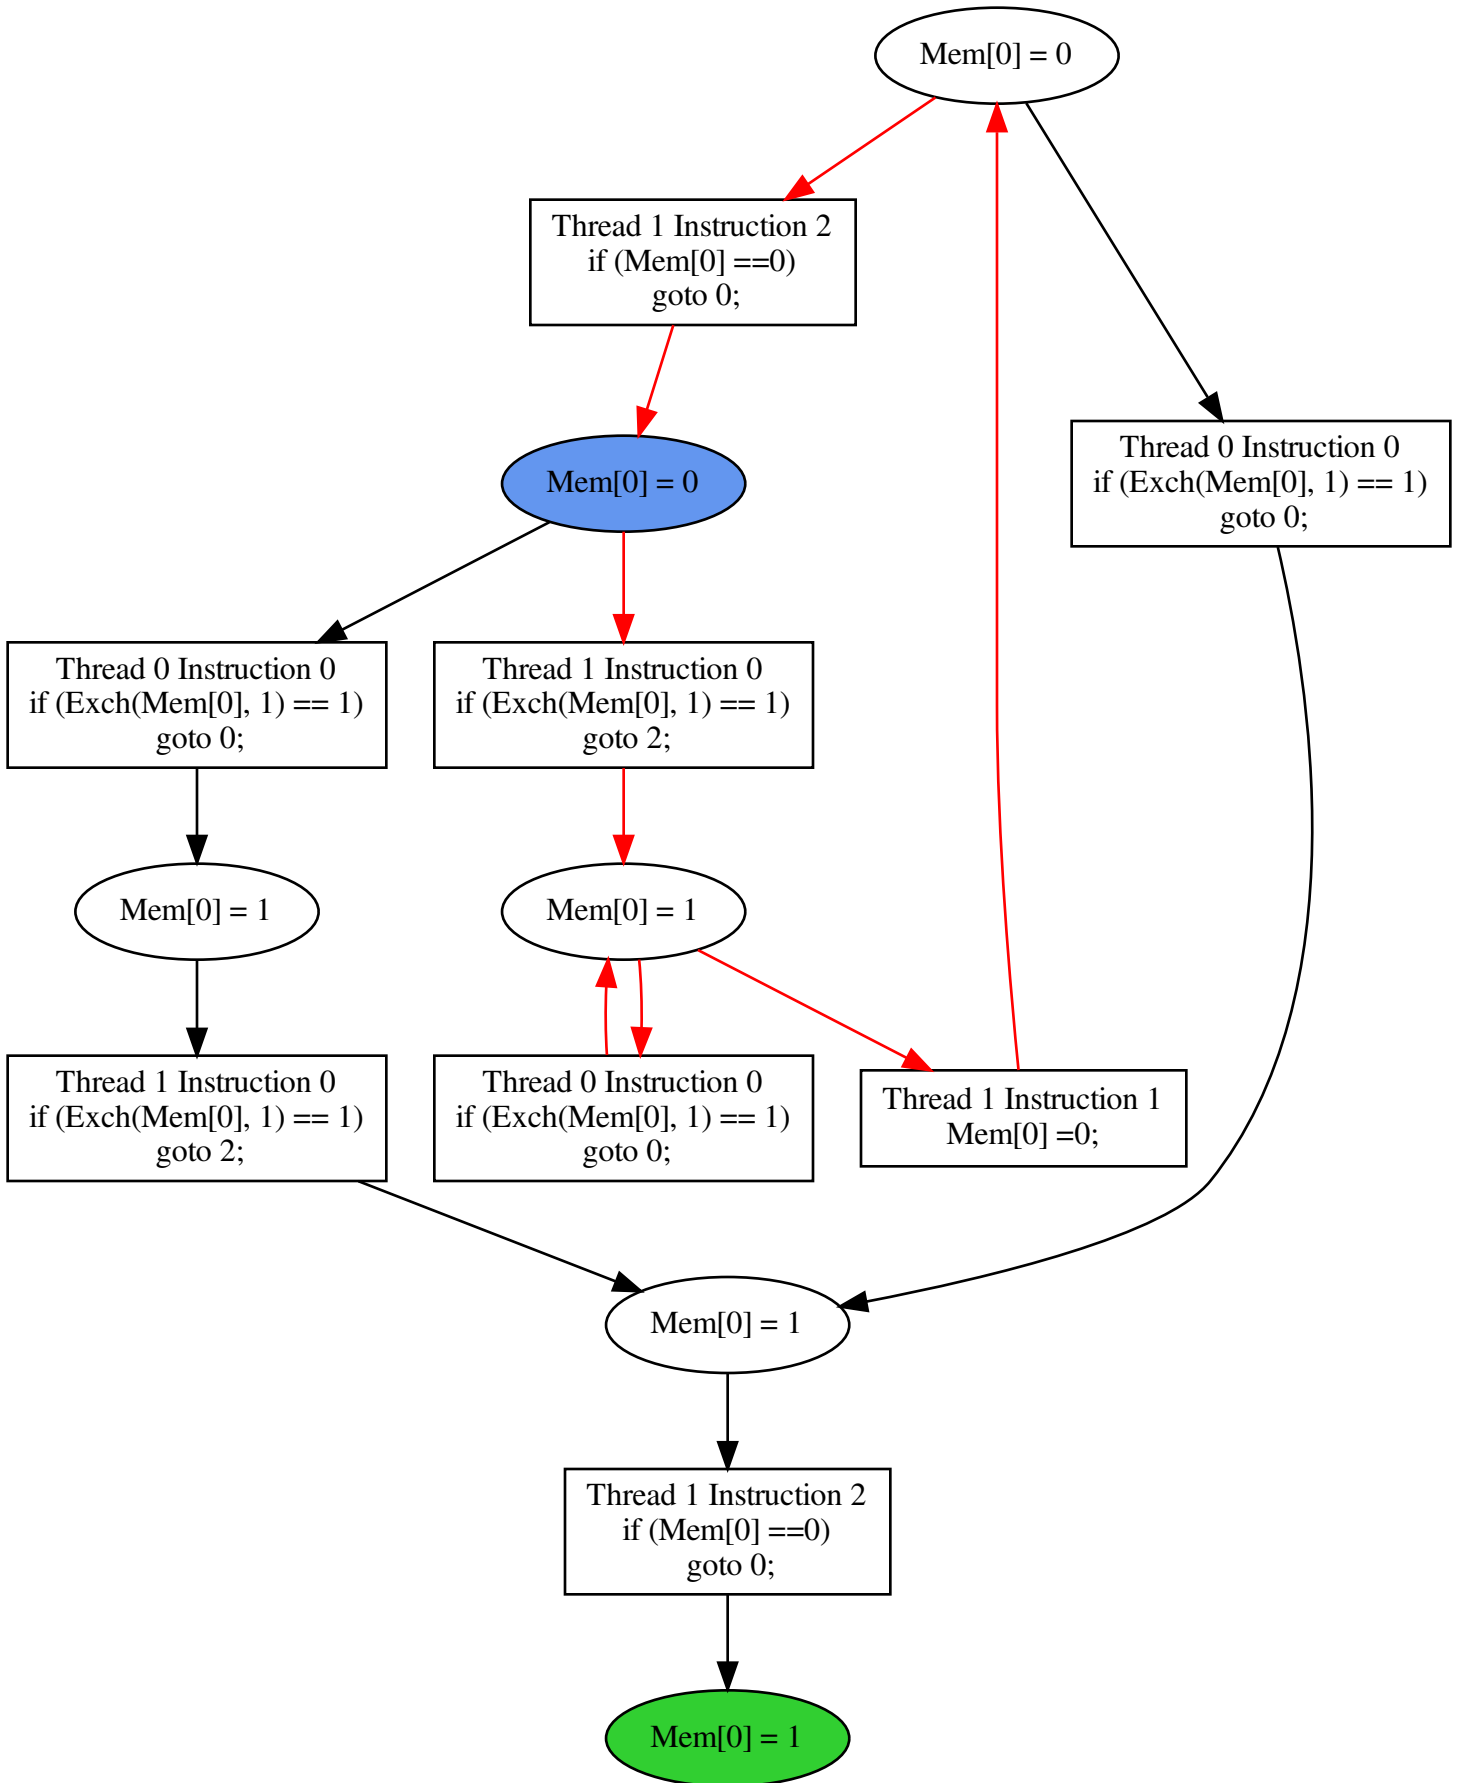 Mem[0] = 0
Thread 1 Instruction 2
if (Mem[0] ==0)
goto 0;
Thread 0 Instruction 0
if (Exch(Mem[0], 1) == 1)
goto 0;
Mem[0] = 0
Thread 0 Instruction 0
if (Exch(Mem[0], 1) == 1)
goto 0;
Thread 1 Instruction 0
if (Exch(Mem[0], 1) == 1)
goto 2;
Mem[0] = 1
Mem[0] = 1
Thread 1 Instruction 0
if (Exch(Mem[0], 1) == 1)
goto 2;
Thread 0 Instruction 0
if (Exch(Mem[0], 1) == 1)
goto 0;
Thread 1 Instruction 1
Mem[0] =0;
Mem[0] = 1
Thread 1 Instruction 2
if (Mem[0] ==0)
goto 0;
Mem[0] = 1